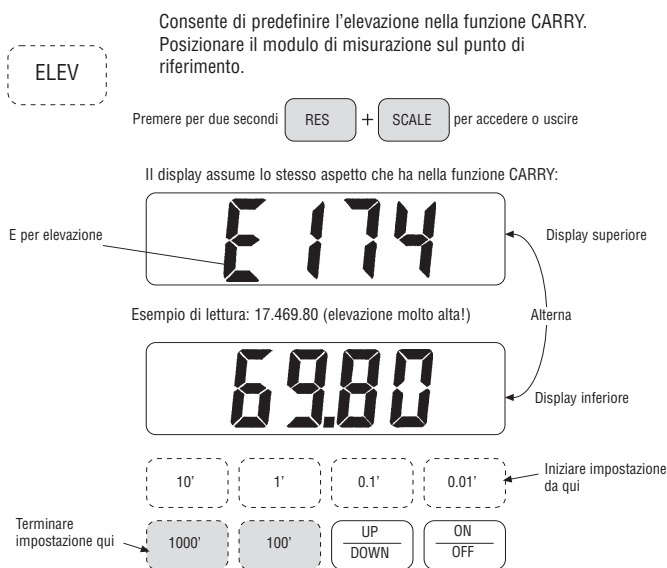 Consente di predefinire l'elevazione nella funzione CARRY.
Posizionare il modulo di misurazione sul punto di
riferimento.
ELEV
Premere per due secondi RES + SCALE per accedere o uscire
Il display assume lo stesso aspetto che ha nella funzione CARRY:
E174
E per elevazione
Display superiore
Esempio di lettura: 17.469.80 (elevazione molto alta!)
Alterna
69.80
Display inferiore
10' 1' 0.1' 0.01'
Iniziare impostazione
da qui
Terminare
impostazione qui
1000' 100' UP ON
DOWN OFF